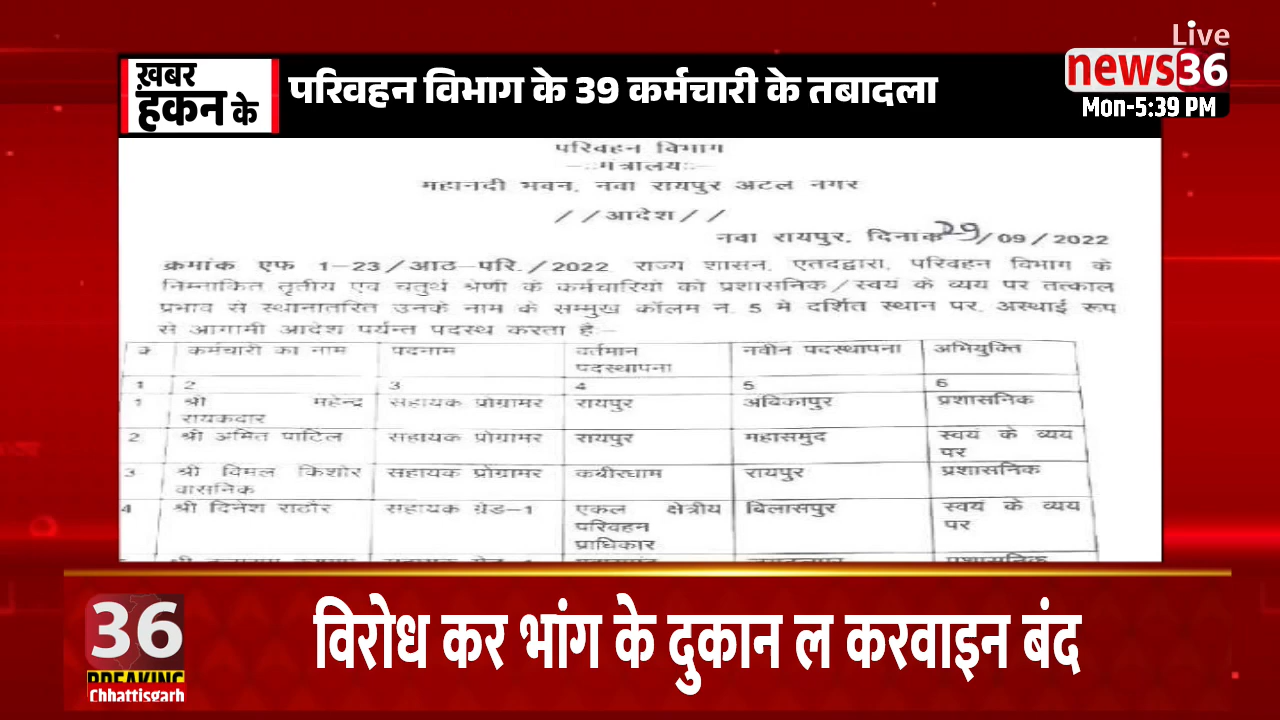 Live
news36
Mon-5:39 PM
ख़बर
हंकन के
परिवहन विभाग के 39 कर्मचारी के तबादला
परिवहन विभाग
-::मंत्रालय::-
महानदी भवन, नवा रायपुर अटल नगर
//आदेश//
नवा रायपुर, दिनांक 29/09/2022
क्रमांक एफ 1-23/आठ-परि./2022 राज्य शासन, एतदद्वारा, परिवहन विभाग के
निम्नांकित तृतीय एवं चतुर्थ श्रेणी के कर्मचारियों को प्रशासनिक/स्वयं के व्यय पर तत्काल
प्रभाव से स्थानांतरित उनके नाम के सम्मुख कॉलम नं. 5 में दर्शित स्थान पर, अस्थाई रूप
से आगामी आदेश पर्यन्त पदस्थ करता है:-
क्र कर्मचारी का नाम पदनाम वर्तमान पदस्थापना नवीन पदस्थापना अभियुक्ति
1 2 3 4 5 6
1 श्री महेन्द्र रायकवार सहायक प्रोग्रामर रायपुर अंबिकापुर प्रशासनिक
2 श्री अमित पाटिल सहायक प्रोग्रामर रायपुर महासमुंद स्वयं के व्यय पर
3 श्री विमल किशोर वासनिक सहायक प्रोग्रामर कबीरधाम रायपुर प्रशासनिक
4 श्री दिनेश राठौर सहायक ग्रेड-1 एकल क्षेत्रीय परिवहन प्राधिकार बिलासपुर स्वयं के व्यय पर
36
BREAKING
Chhattisgarh
विरोध कर भांग के दुकान ल करवाइन बंद